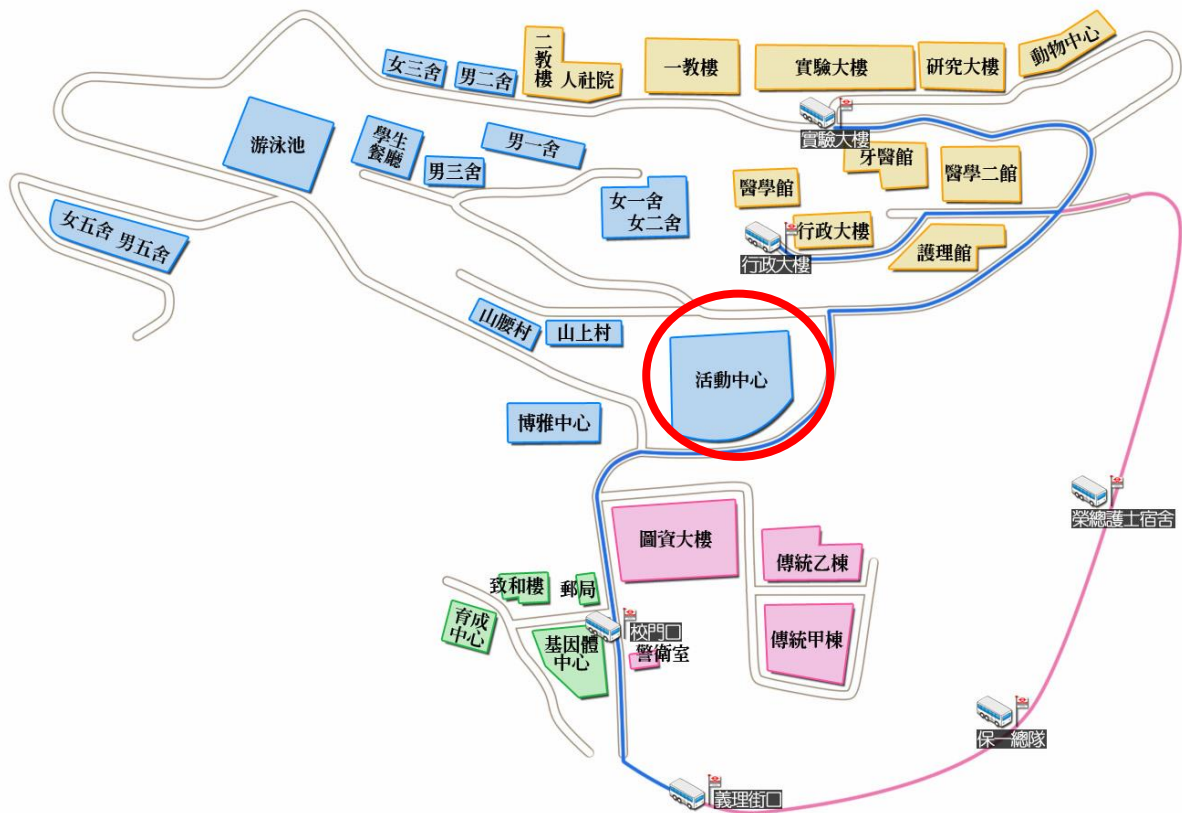 二教樓
人社院
一教樓
實驗大樓
研究大樓
動物中心
女三舍
男二舍
實驗大樓
游泳池
學生
餐廳
男一舍
男三舍
牙醫館
醫學二館
醫學館
女一舍
女二舍
女五舍
男五舍
行政大樓
護理館
行政大樓
山腰村
山上村
活動中心
博雅中心
榮總護士宿舍
圖資大樓
傳統乙棟
致和樓
郵局
育成
中心
校門口
基因體
中心
警衛室
傳統甲棟
保一總隊
義理街口